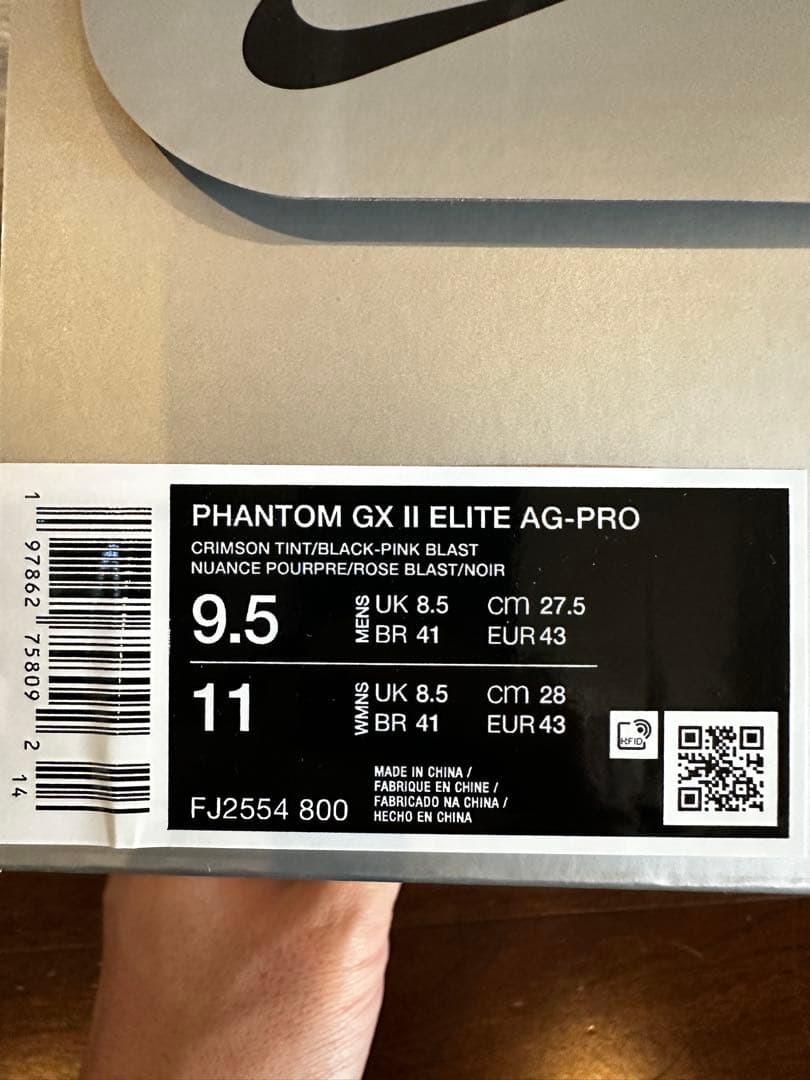 PHANTOM GX II ELITE AG-PRO
CRIMSON TINT/BLACK-PINK BLAST
NUANCE POURPRE/ROSE BLAST/NOIR
9.5 MENS UK 8.5 cm 27.5
BR 41 EUR 43
11 WMNS UK 8.5 cm 28
BR 41 EUR 43
RFID
MADE IN CHINA /
FABRIQUE EN CHINE /
FABRICADO NA CHINA /
HECHO EN CHINA
FJ2554 800
1 97862 75809 2 14